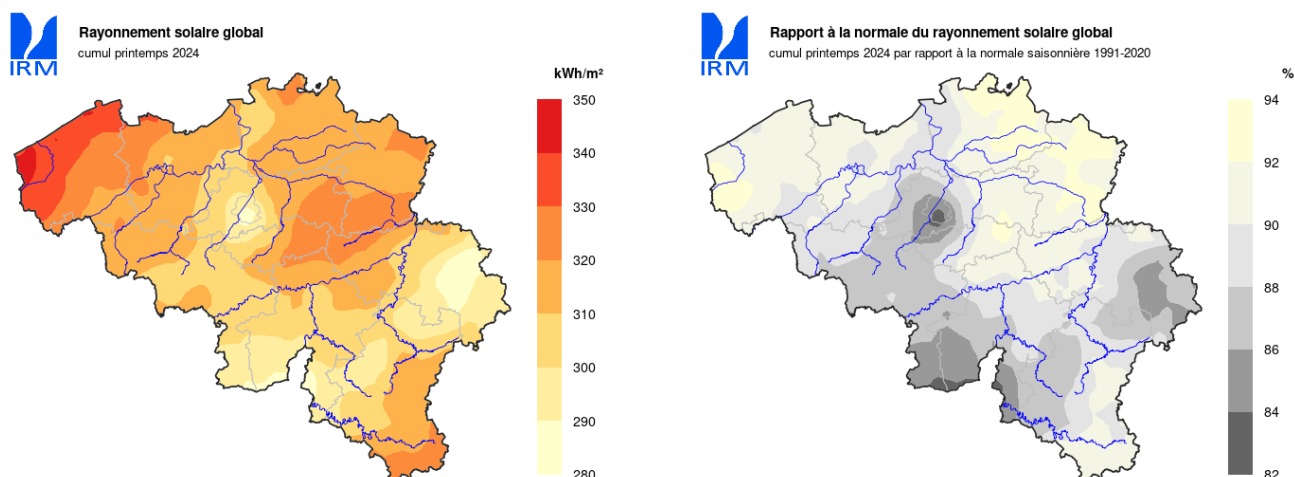 IRM
Rayonnement solaire global
cumul printemps 2024
kWh/m²
350
340
330
320
310
300
290
280
IRM
Rapport à la normale du rayonnement solaire global
cumul printemps 2024 par rapport à la normale saisonnière 1991-2020
%
94
92
90
88
86
84
82